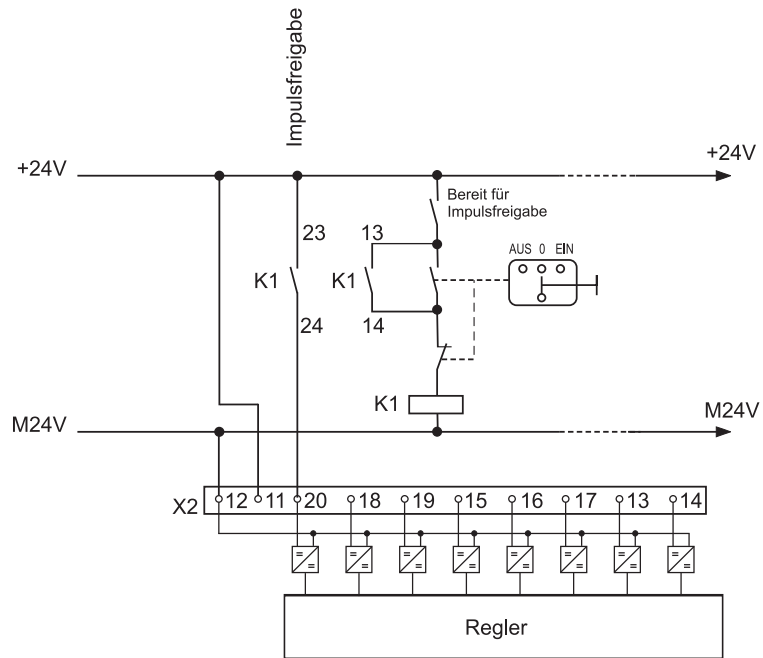 Impulsfreigabe
+24V
+24V
Bereit für
Impulsfreigabe
23
13
AUS 0 EIN
K1
K1
24
14
K1
M24V
M24V
X2
12
11
20
18
19
15
16
17
13
14
Regler